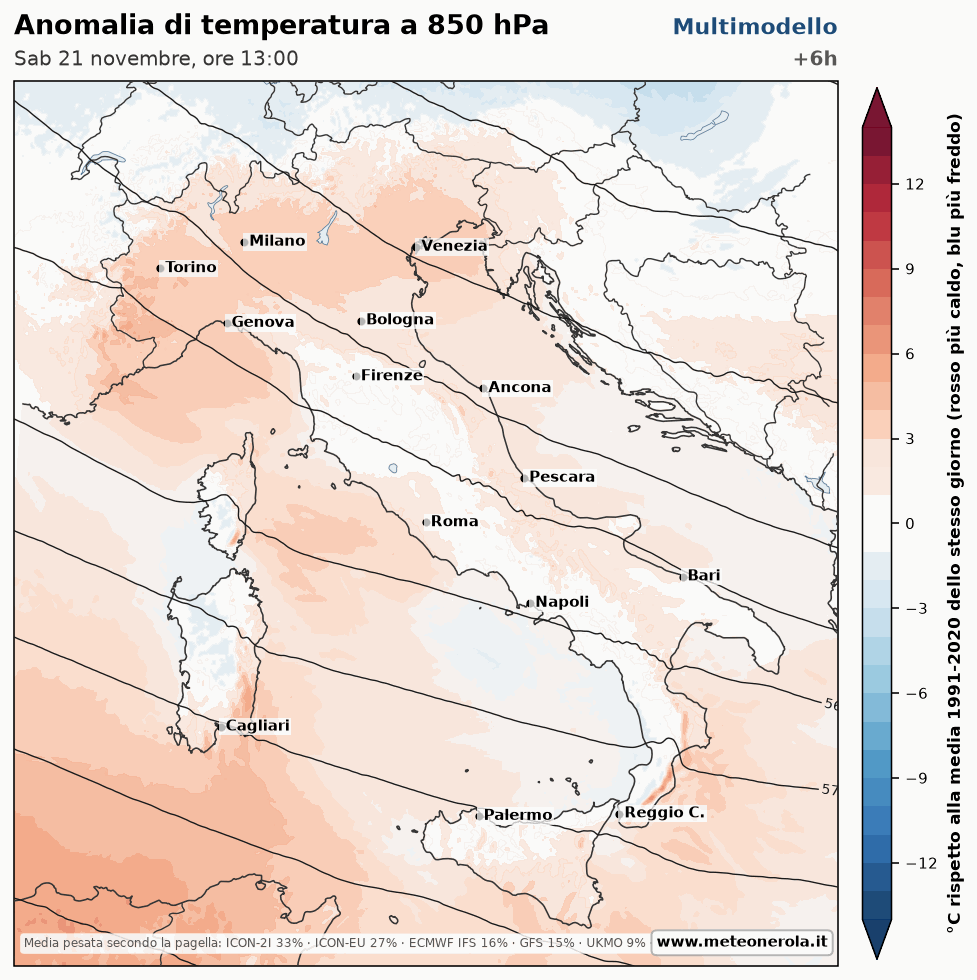 Anomalia di temperatura a 850 hPa
Multimodello
Sab 21 novembre, ore 13:00
+6h
Milano
Venezia
Torino
Genova
Bologna
Firenze
Ancona
Pescara
Roma
Bari
Napoli
Cagliari
Palermo
Reggio C.
56
57
12
9
6
3
0
−3
−6
−9
−12
°C rispetto alla media 1991-2020 dello stesso giorno (rosso più caldo, blu più freddo)
Media pesata secondo la pagella: ICON-2I 33% · ICON-EU 27% · ECMWF IFS 16% · GFS 15% · UKMO 9%
www.meteonerola.it